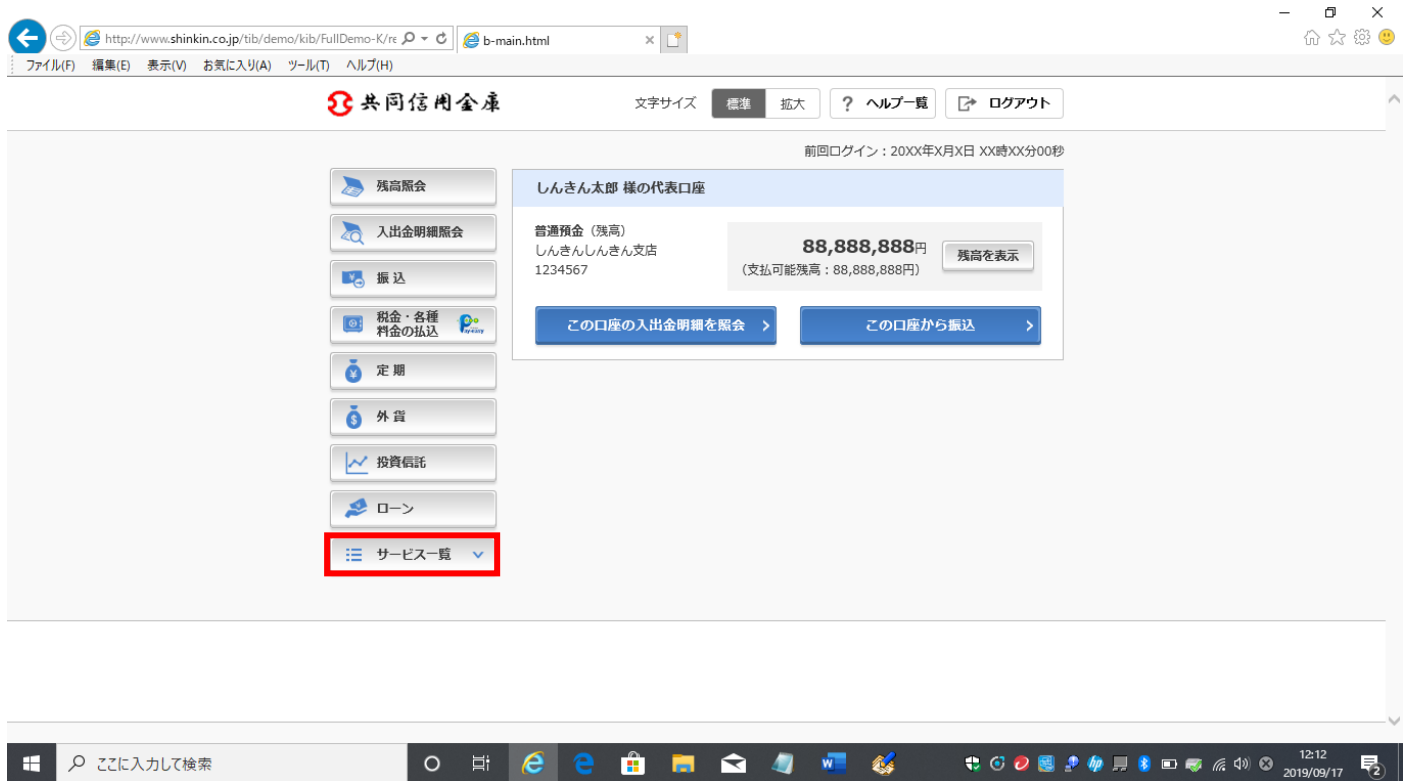 http://www.shinkin.co.jp/tib/demo/kib/FullDemo-K/re
b-main.html
ファイル(F) 編集(E) 表示(V) お気に入り(A) ツール(T) ヘルプ(H)
共同信用金庫
文字サイズ 標準 拡大 ? ヘルプ一覧 ログアウト
前回ログイン：20XX年X月X日 XX時XX分00秒
残高照会
入出金明細照会
振込
税金・各種
料金の払込
Pay-easy
定期
外貨
投資信託
ローン
サービス一覧
しんきん太郎 様の代表口座
普通預金（残高）
しんきんしんきん支店
1234567
88,888,888円
（支払可能残高：88,888,888円）
残高を表示
この口座の入出金明細を照会
この口座から振込
ここに入力して検索
12:12
2019/09/17
2